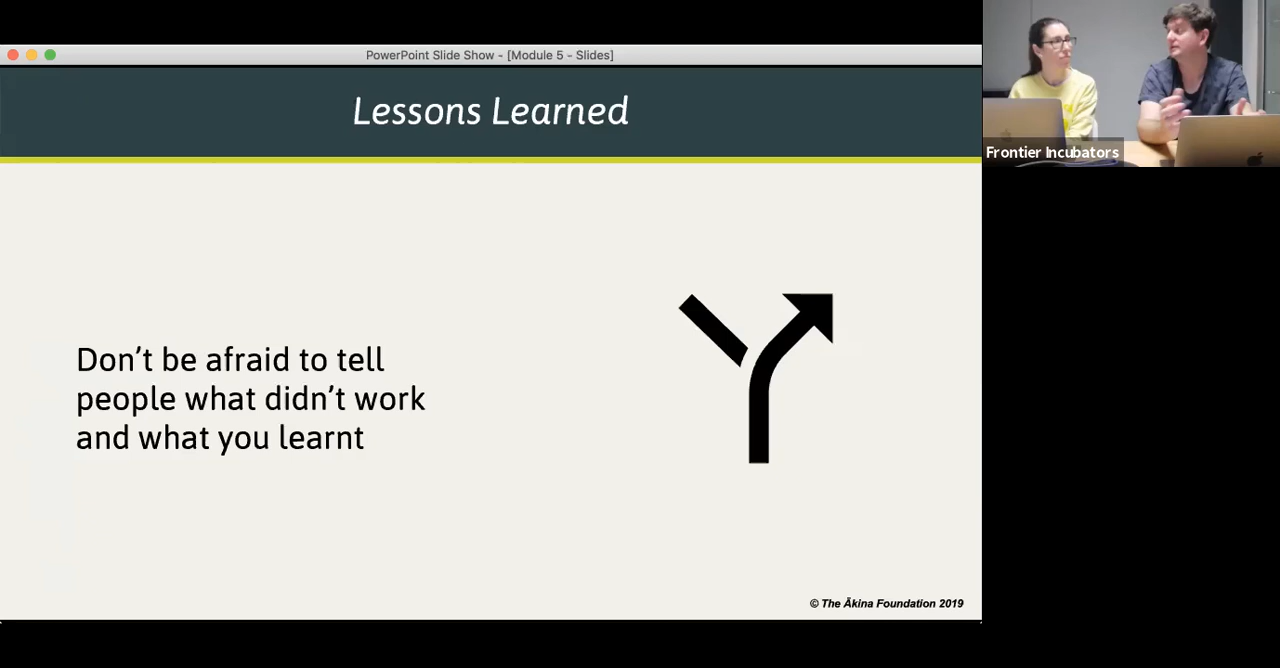 PowerPoint Slide Show - [Module 5 - Slides]
Lessons Learned
Frontier Incubators
Don’t be afraid to tell
people what didn’t work
and what you learnt
© The Ākina Foundation 2019